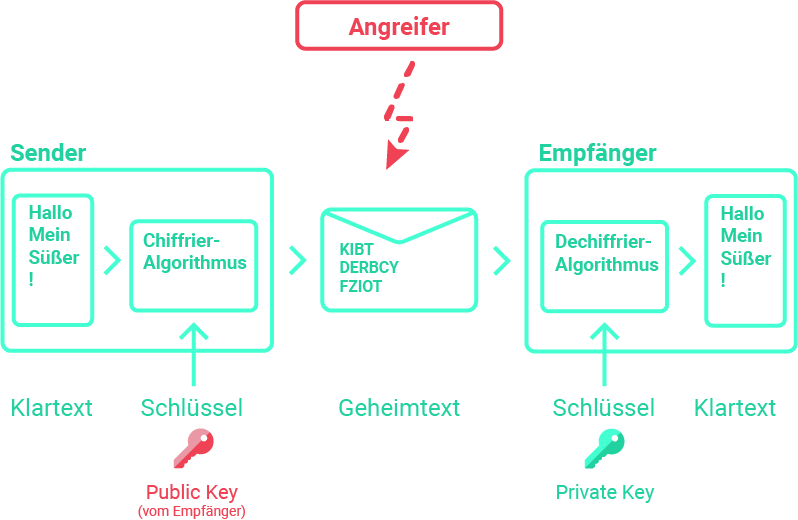 Angreifer
Sender
Empfänger
Hallo
Mein
Süßer
!
Chiffrier-
Algorithmus
KIBT
DERBCY
FZIOT
Dechiffrier-
Algorithmus
Hallo
Mein
Süßer
!
Klartext
Schlüssel
Geheimtext
Schlüssel
Klartext
Public Key
(vom Empfänger)
Private Key